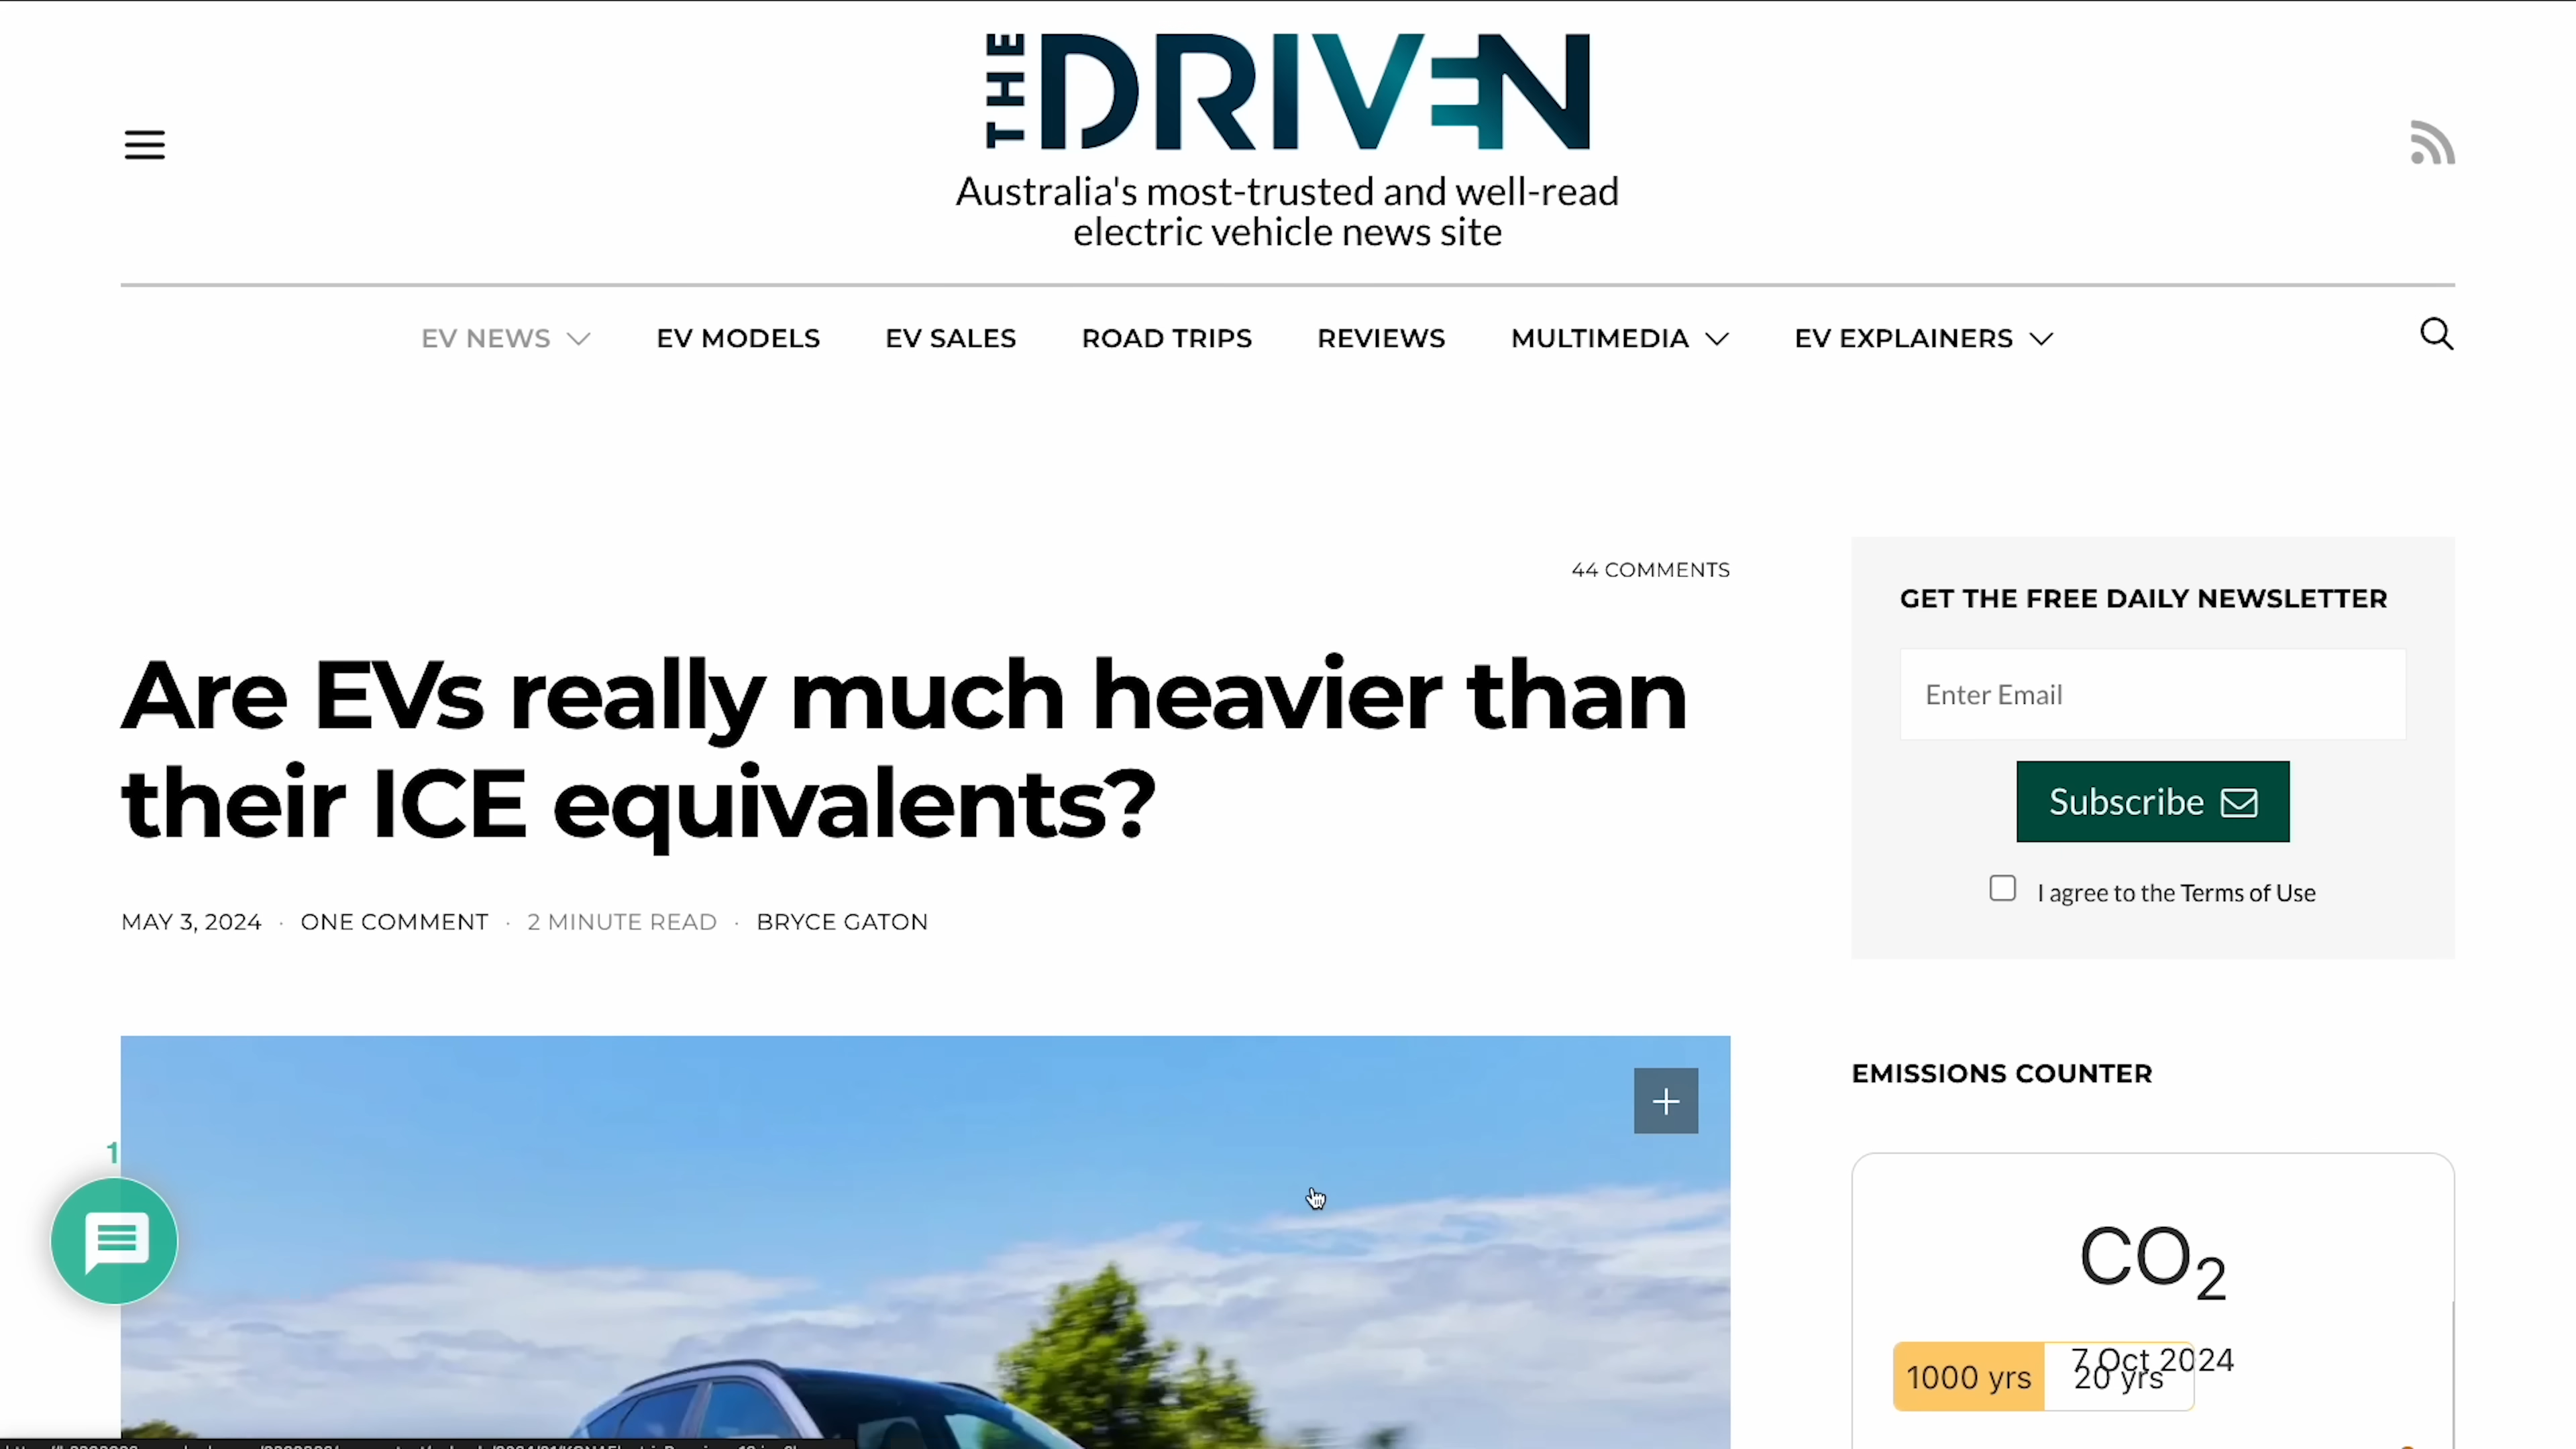 THE DRIVEN
Australia's most-trusted and well-read
electric vehicle news site
EV NEWS EV MODELS EV SALES ROAD TRIPS REVIEWS MULTIMEDIA EV EXPLAINERS
44 COMMENTS
Are EVs really much heavier than
their ICE equivalents?
MAY 3, 2024 · ONE COMMENT · 2 MINUTE READ · BRYCE GATON
1
GET THE FREE DAILY NEWSLETTER
Enter Email
Subscribe
I agree to the Terms of Use
EMISSIONS COUNTER
CO₂
7 Oct 2024
1000 yrs 20 yrs